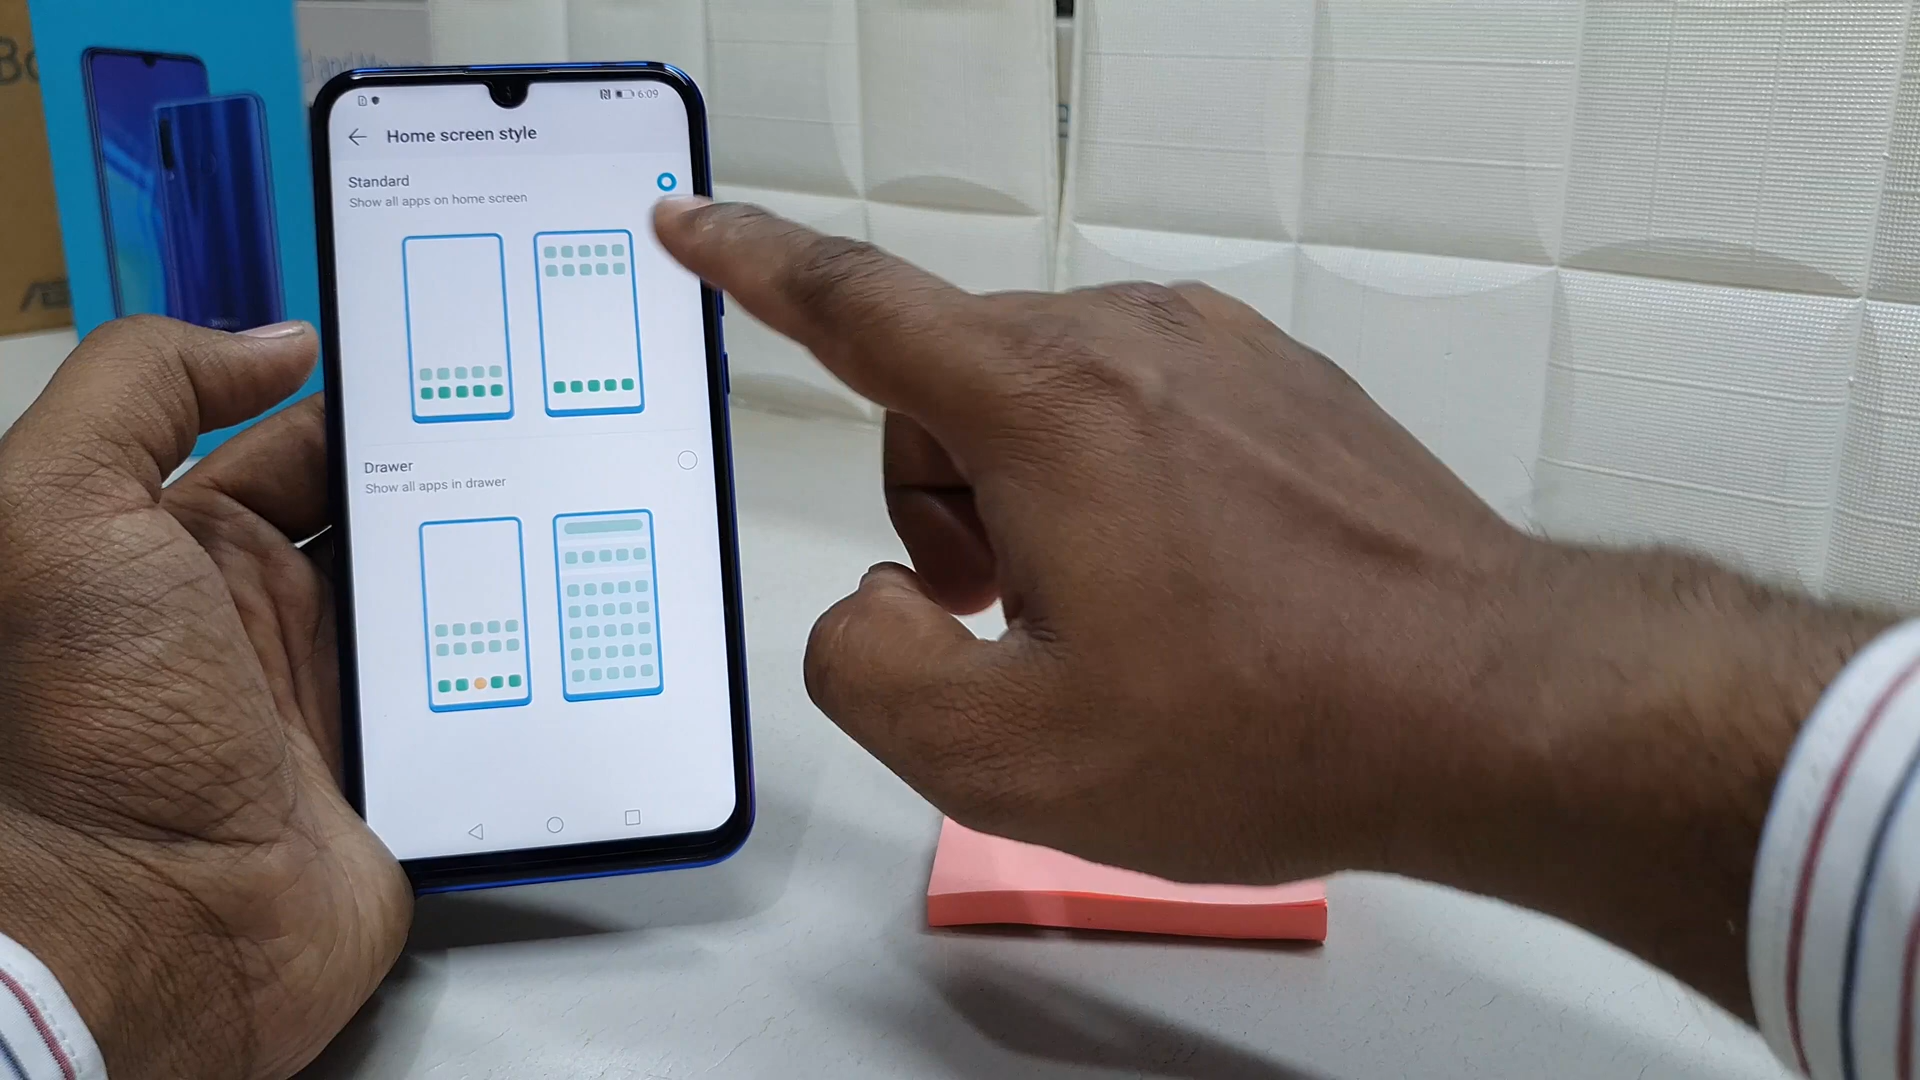 6:09
Home screen style
Standard
Show all apps on home screen
Drawer
Show all apps in drawer